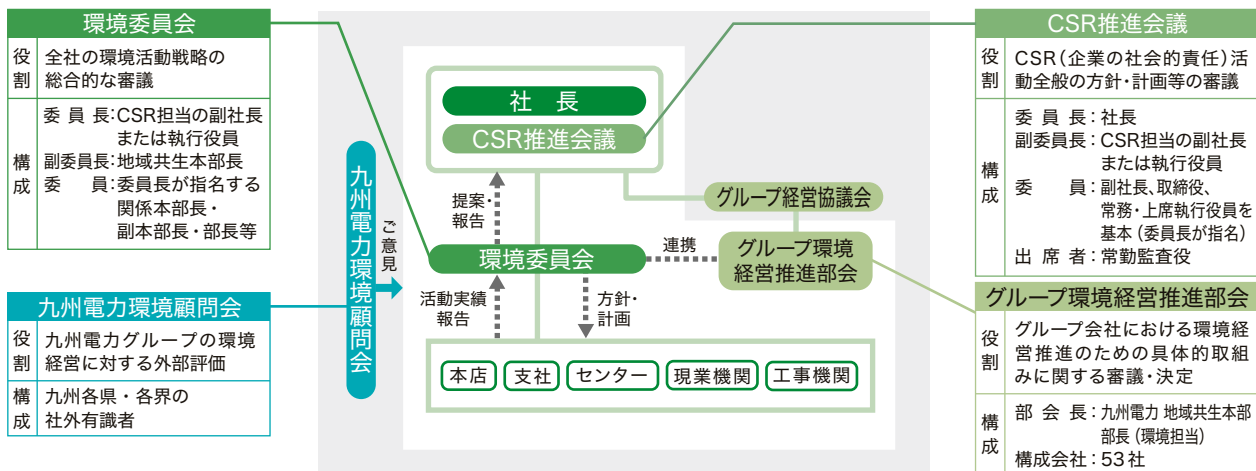 環境委員会
役割
全社の環境活動戦略の
総合的な審議
構成
委員長:CSR担当の副社長
または執行役員
副委員長:地域共生本部長
委員:委員長が指名する
関係本部長・
副本部長・部長等
九州電力環境顧問会
役割
九州電力グループの環境
経営に対する外部評価
構成
九州各県・各界の
社外有識者
九州電力環境顧問会
ご意見
社長
CSR推進会議
提案・
報告
グループ経営協議会
環境委員会
連携
グループ環境
経営推進部会
活動実績
報告
方針・
計画
本店 支社 センター 現業機関 工事機関
CSR推進会議
役割
CSR(企業の社会的責任)活
動全般の方針・計画等の審議
構成
委員長:社長
副委員長:CSR担当の副社長
または執行役員
委員:副社長、取締役、
常務・上席執行役員を
基本(委員長が指名)
出席者:常勤監査役
グループ環境経営推進部会
役割
グループ会社における環境経
営推進のための具体的取組
みに関する審議・決定
構成
部会長:九州電力 地域共生本部
部長(環境担当)
構成会社:53社